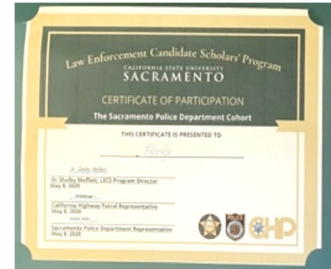 Law Enforcement Candidate Scholars' Program
CALIFORNIA STATE UNIVERSITY
SACRAMENTO
CERTIFICATE OF PARTICIPATION
The Sacramento Police Department Cohort
THIS CERTIFICATE IS PRESENTED TO
Dr Shelby Moffatt, LECS Program Director
May 8, 2020
California Highway Patrol Representative
May 8, 2020
Sacramento Police Department Representative
May 8, 2020
CHP